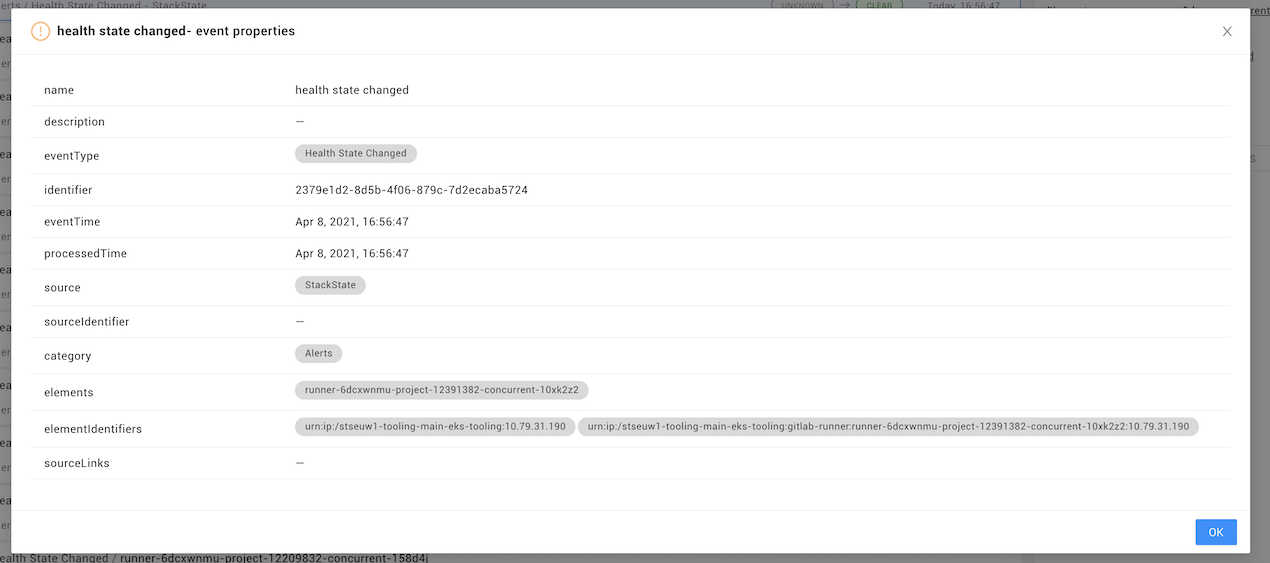 erts / Health State Changed - StackState UNKNOWN → CLEAR Today, 16:56:47
health state changed- event properties
name health state changed
description —
eventType Health State Changed
identifier 2379e1d2-8d5b-4f06-879c-7d2ecaba5724
eventTime Apr 8, 2021, 16:56:47
processedTime Apr 8, 2021, 16:56:47
source StackState
sourceIdentifier —
category Alerts
elements runner-6dcxwnmu-project-12391382-concurrent-10xk2z2
elementIdentifiers urn:ip:/stseuw1-tooling-main-eks-tooling:10.79.31.190 urn:ip:/stseuw1-tooling-main-eks-tooling:gitlab-runner:runner-6dcxwnmu-project-12391382-concurrent-10xk2z2:10.79.31.190
sourceLinks —
OK
ealth State Changed / runner-6dcxwnmu-project-12209832-concurrent-158d4j